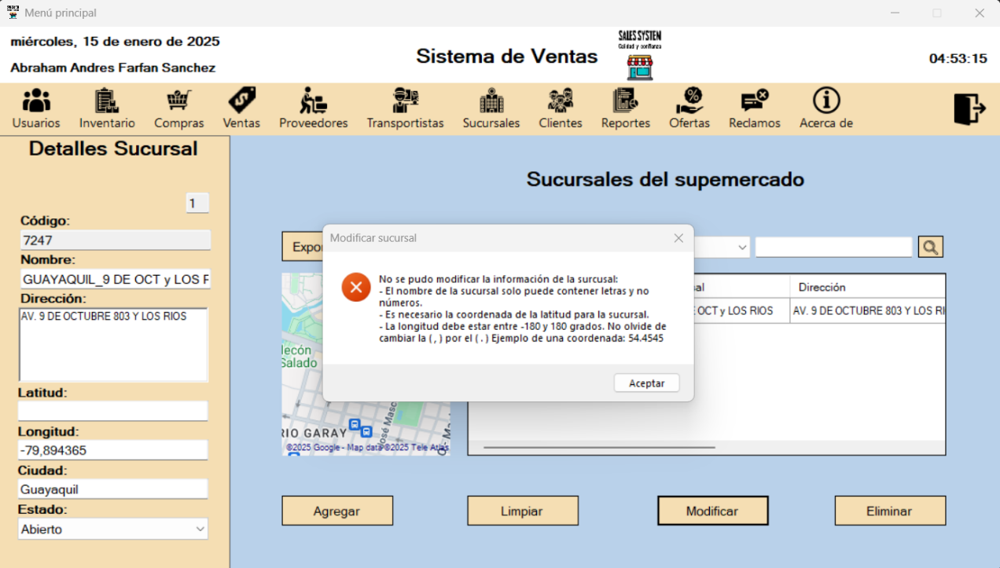 Menú principal
miércoles, 15 de enero de 2025
Abraham Andres Farfan Sanchez
Sistema de Ventas
SALES SYSTEN
Calidad y confianza
04:53:15
Usuarios
Inventario
Compras
Ventas
Proveedores
Transportistas
Sucursales
Clientes
Reportes
Ofertas
Reclamos
Acerca de
Detalles Sucursal
1
Código:
7247
Nombre:
GUAYAQUIL_9 DE OCT y LOS F
Dirección:
AV. 9 DE OCTUBRE 803 Y LOS RIOS
Latitud:
Longitud:
-79,894365
Ciudad:
Guayaquil
Estado:
Abierto
Sucursales del supemercado
Expor
Modificar sucursal
No se pudo modificar la información de la surcusal:
- El nombre de la sucursal solo puede contener letras y no
números.
- Es necesario la coordenada de la latitud para la sucursal.
- La longitud debe estar entre -180 y 180 grados. No olvide de
cambiar la ( , ) por el ( . ) Ejemplo de una coordenada: 54.4545
Aceptar
al
Dirección
OCT y LOS RIOS
AV. 9 DE OCTUBRE 803 Y LOS RI
lecón
Salado
RIO GARAY
José Masc
©2025 Google - Map data ©2025 Tele Atlas
Agregar
Limpiar
Modificar
Eliminar